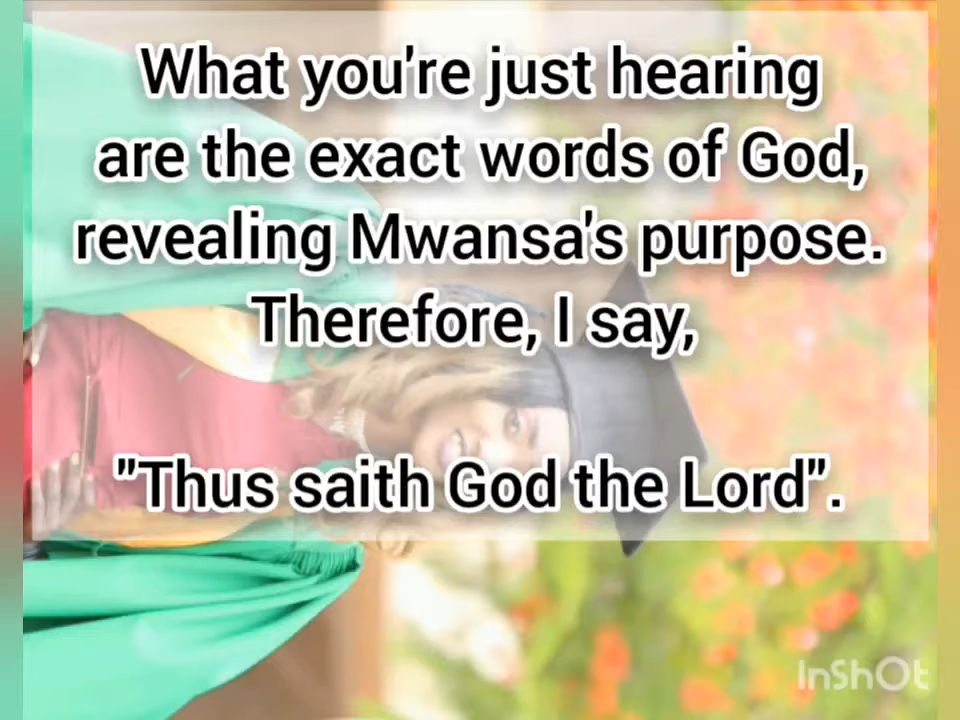 What you're just hearing
are the exact words of God,
revealing Mwansa's purpose.
Therefore, I say,
"Thus saith God the Lord".
InShOt